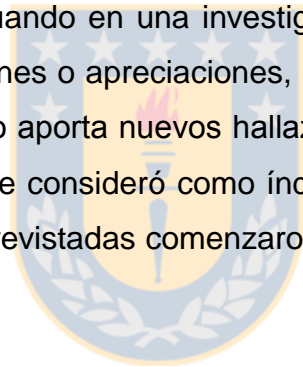 uando en una investig
nes o apreciaciones,
o aporta nuevos hallaz
e consideró como índ
revistadas comenzaro